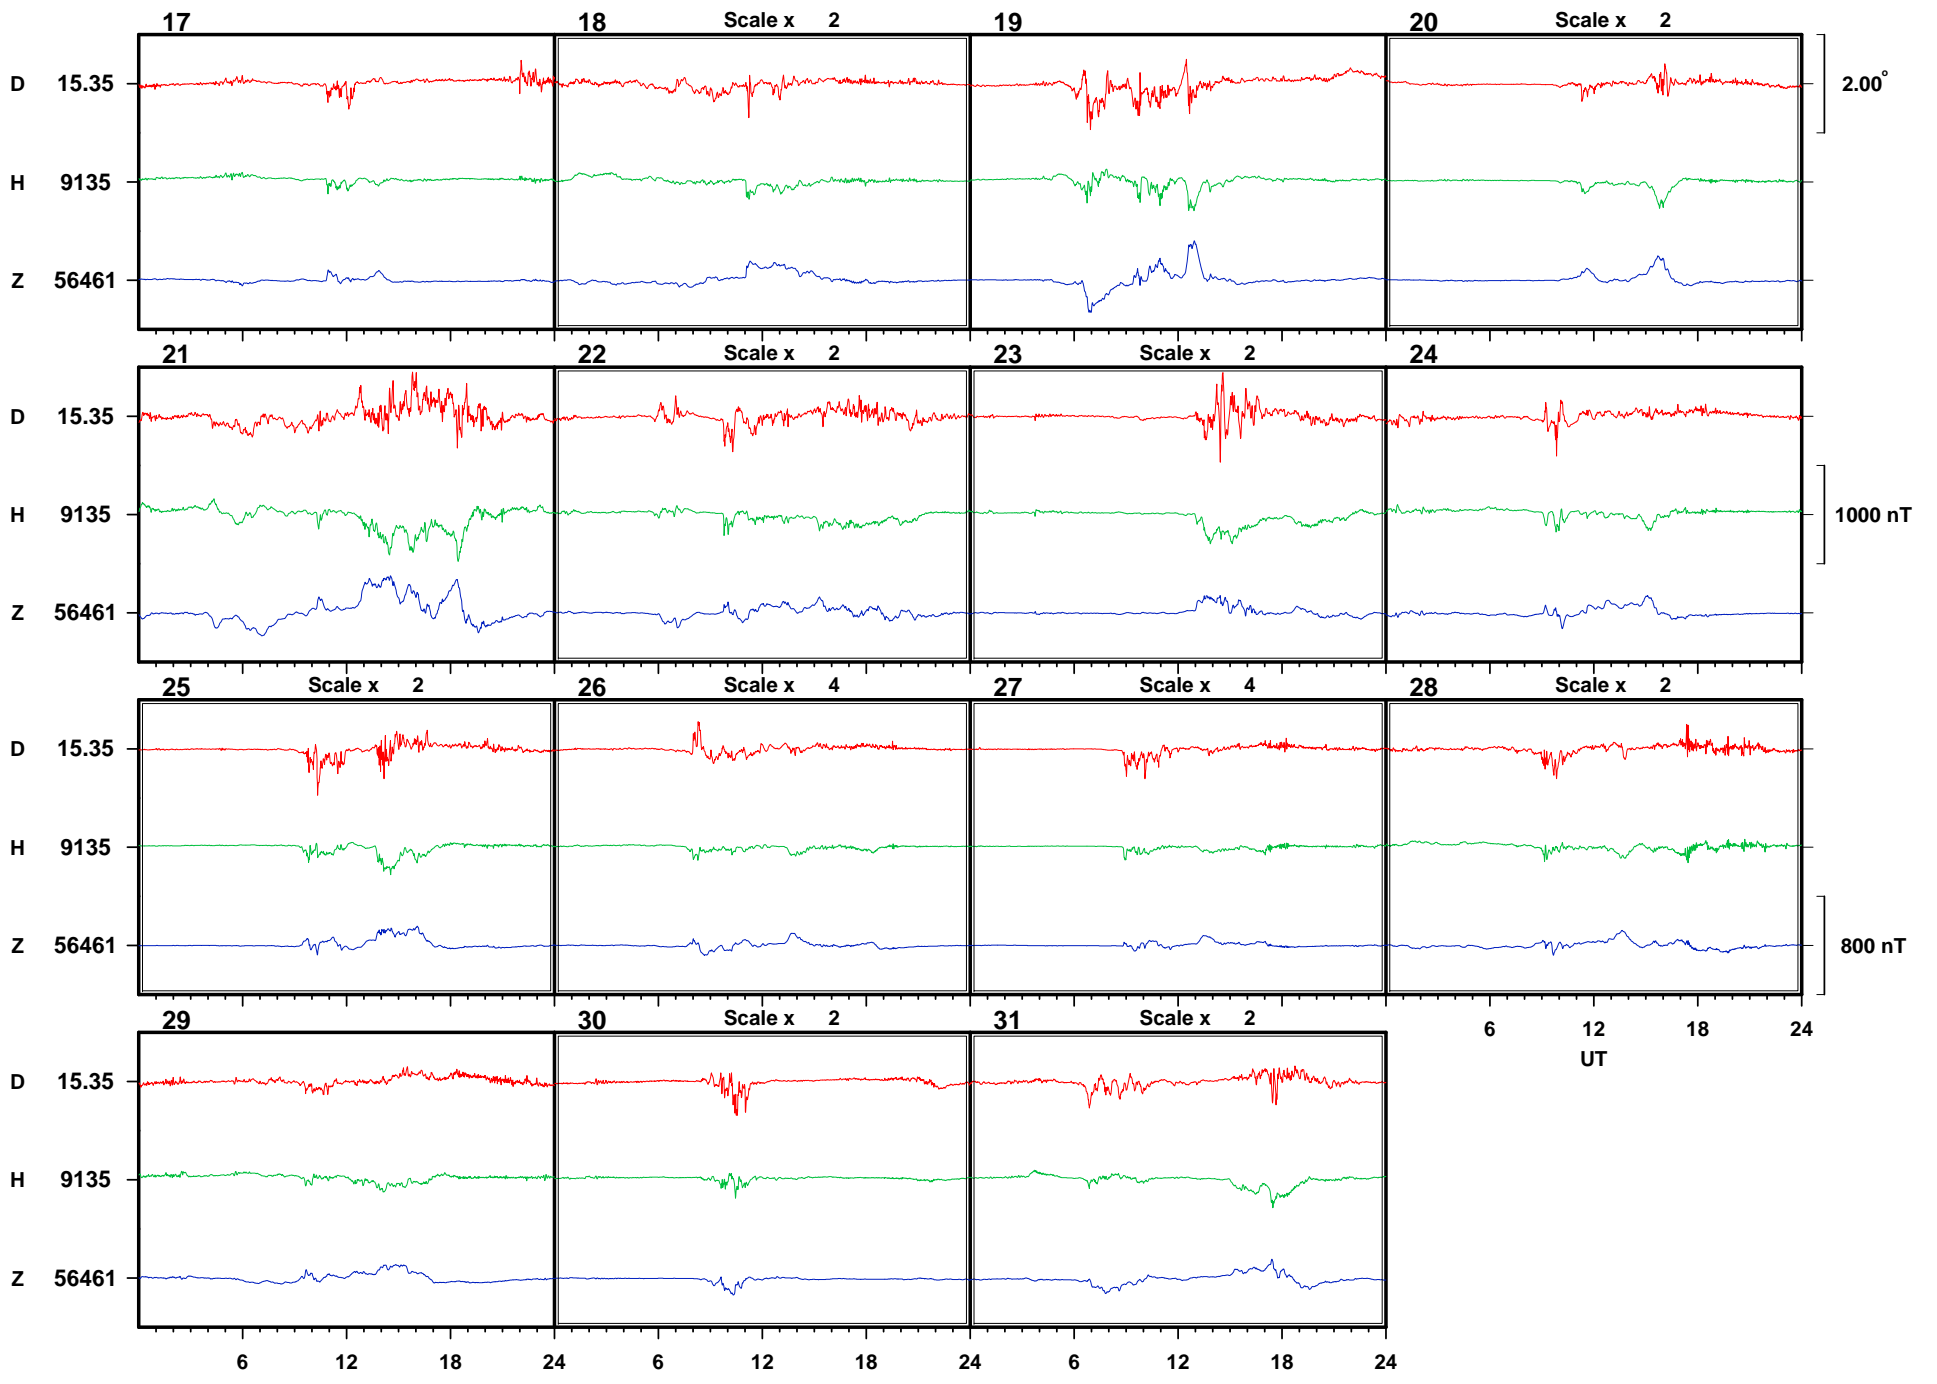 17 18 Scale x 2 19 20 Scale x 2
D 15.35 2.00°
H 9135
Z 56461
21 22 Scale x 2 23 Scale x 2 24
D 15.35
H 9135 1000 nT
Z 56461
25 Scale x 2 26 Scale x 4 27 Scale x 4 28 Scale x 2
D 15.35
H 9135
Z 56461 800 nT
29 30 Scale x 2 31 Scale x 2 6 12 18 24
UT
D 15.35
H 9135
Z 56461
6 12 18 24 6 12 18 24 6 12 18 24